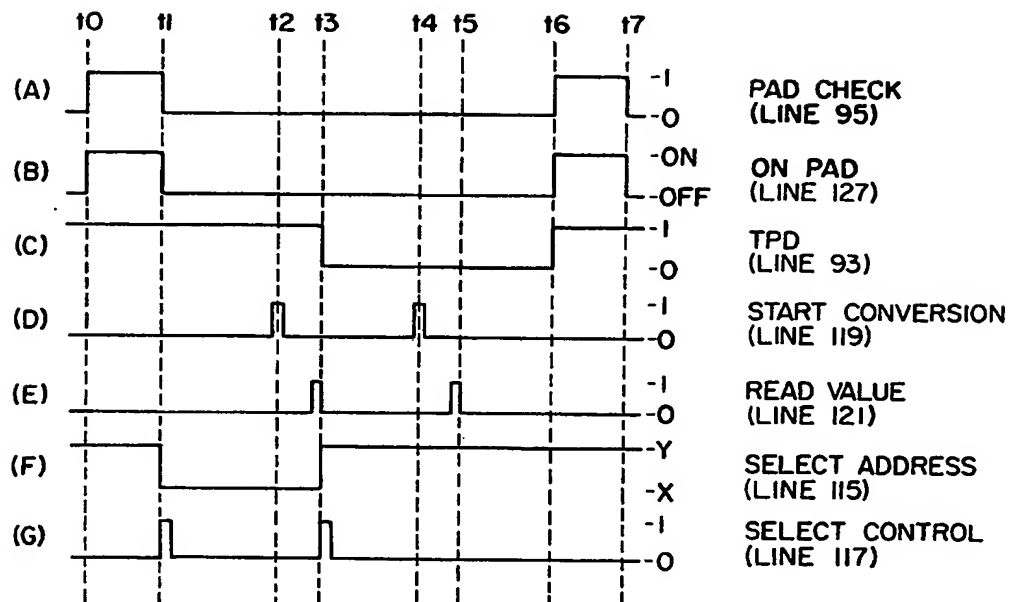 t0 t1 t2 t3 t4 t5 t6 t7
(A) -1 PAD CHECK
-0 (LINE 95)
(B) -ON ON PAD
-OFF (LINE 127)
(C) -1 TPD
-0 (LINE 93)
(D) -1 START CONVERSION
-0 (LINE 119)
(E) -1 READ VALUE
-0 (LINE 121)
(F) -Y SELECT ADDRESS
-X (LINE 115)
(G) -1 SELECT CONTROL
-0 (LINE 117)